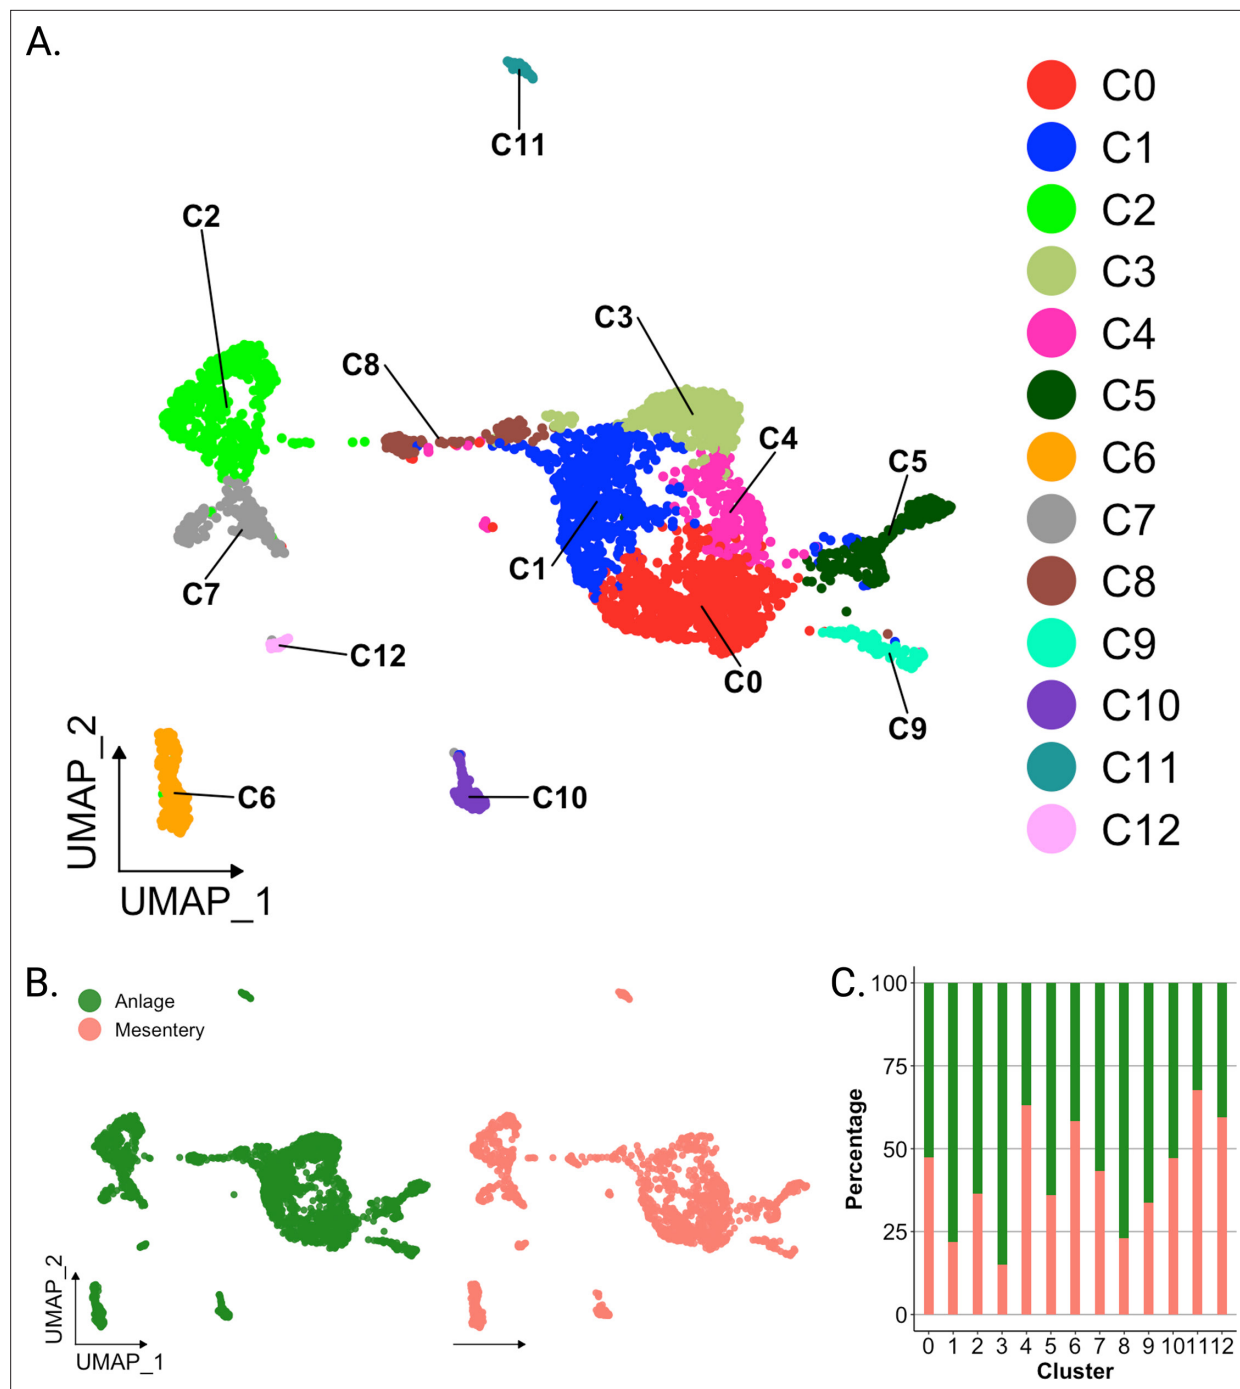 A.
C11
C2
C3
C8
C4
C5
C1
C7
C12
C0
C9
C6
C10
UMAP_2
UMAP_1
C0
C1
C2
C3
C4
C5
C6
C7
C8
C9
C10
C11
C12
B.
Anlage
Mesentery
UMAP_2
UMAP_1
C.
100
75
50
25
0
Percentage
0 1 2 3 4 5 6 7 8 9 10 11 12
Cluster